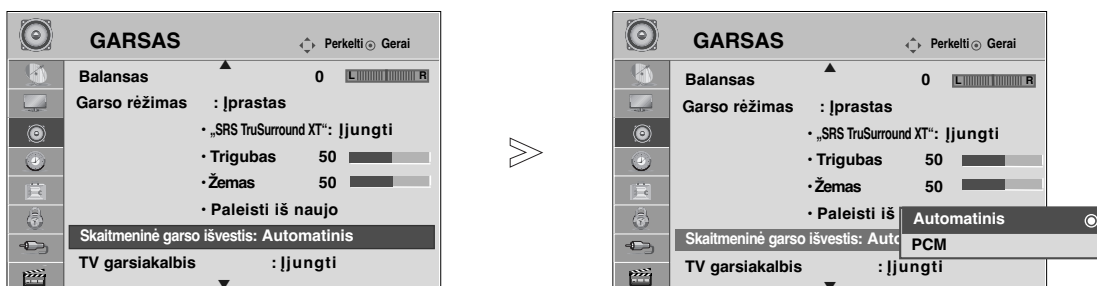 GARSAS Perkelti Gerai
Balansas 0 L R
Garso rėžimas : Įprastas
• „SRS TruSurround XT“: Įjungti
• Trigubas 50
• Žemas 50
• Paleisti iš naujo
Skaitmeninė garso išvestis: Automatinis
TV garsiakalbis : Įjungti
>
GARSAS Perkelti Gerai
Balansas 0 L R
Garso rėžimas : Įprastas
• „SRS TruSurround XT“: Įjungti
• Trigubas 50
• Žemas 50
• Paleisti iš
Skaitmeninė garso išvestis: Auto
Automatinis
PCM
TV garsiakalbis : Įjungti